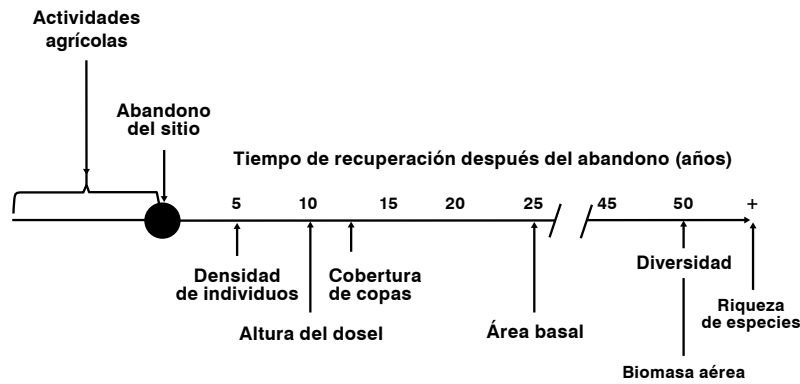 Actividades
agrícolas
Abandono
del sitio
Tiempo de recuperación después del abandono (años)
5 10 15 20 25 45 50 +
Densidad
de individuos
Cobertura
de copas
Diversidad
Riqueza
de especies
Altura del dosel
Área basal
Biomasa aérea